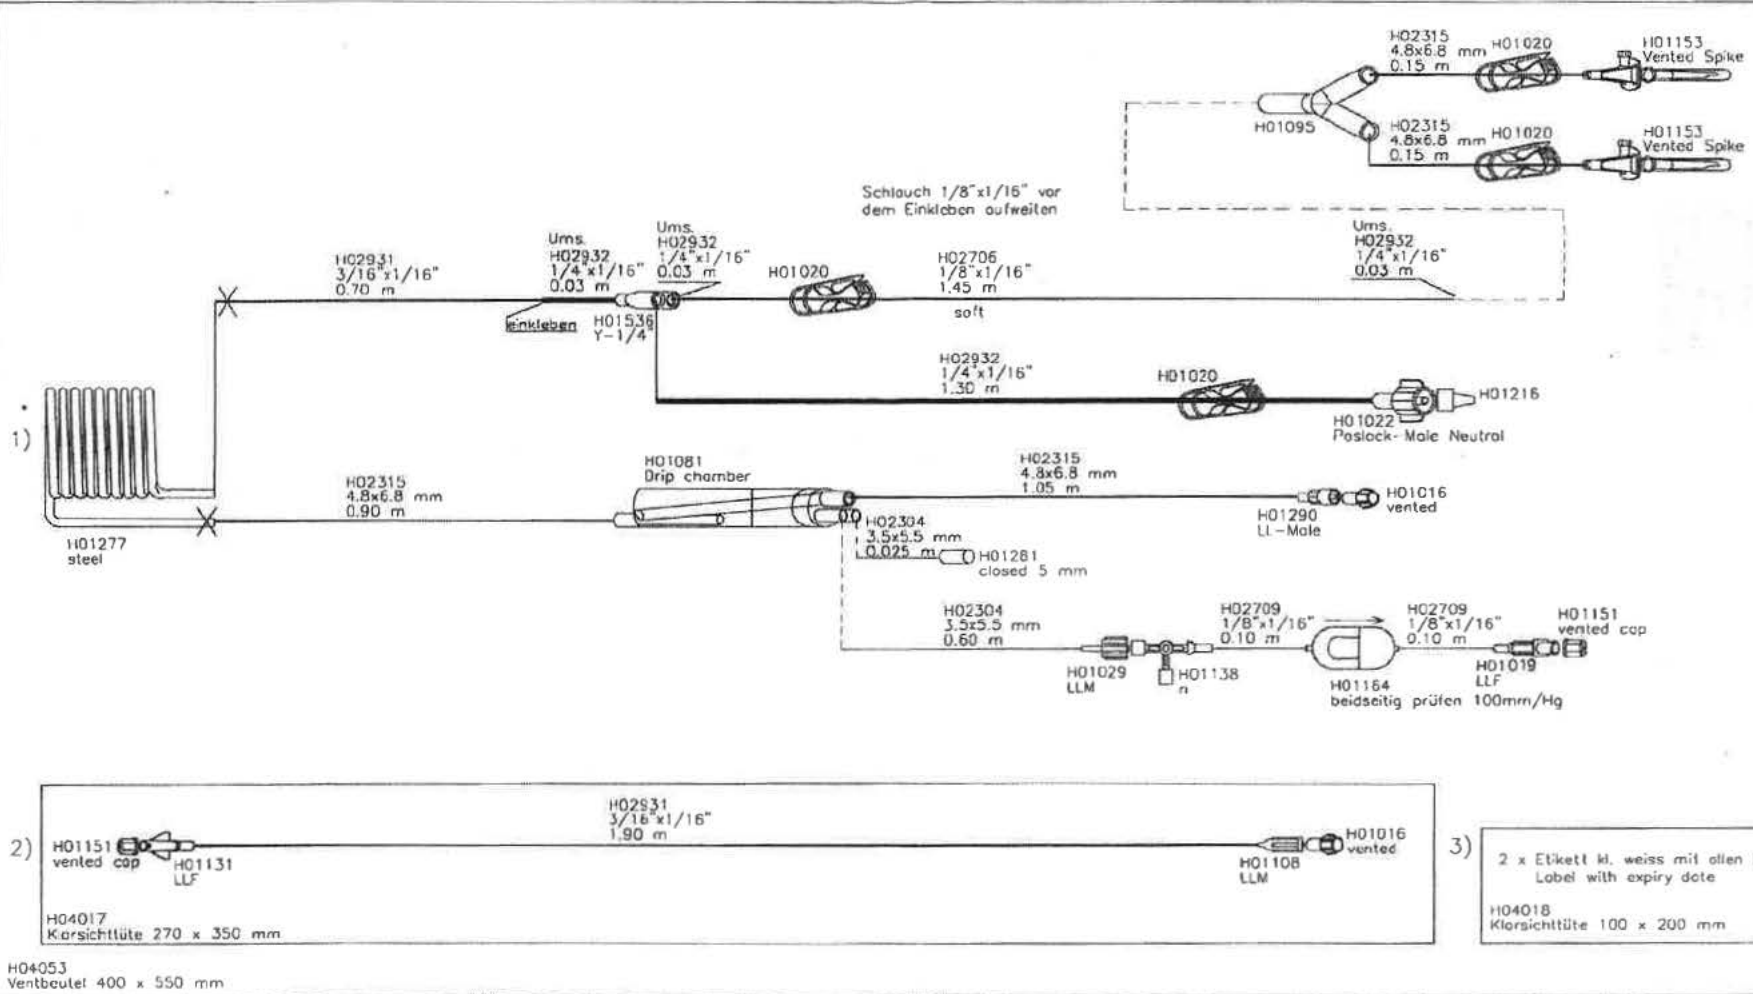 H02315
4.8x6.8 mm
0.15 m
H01020
H01153
Vented Spike
H01095
H02315
4.8x6.8 mm
0.15 m
H01020
H01153
Vented Spike
Schlauch 1/8"x1/16" vor
dem Einkleben aufweiten
H02931
3/16"x1/16"
0.70 m
Ums.
H02932
1/4"x1/16"
0.03 m
Ums.
H02932
1/4"x1/16"
0.03 m
H01020
H02706
1/8"x1/16"
1.45 m
soft
Ums.
H02932
1/4"x1/16"
0.03 m
einkleben
H01536
Y-1/4"
H02932
1/4"x1/16"
1.30 m
H01020
H01216
H01022
Poslock-Male Neutral
1)
H01277
steel
H02315
4.8x6.8 mm
0.90 m
H01081
Drip chamber
H02315
4.8x6.8 mm
1.05 m
H01290
LL-Male
H01016
vented
H02304
3.5x5.5 mm
0.025 m
H01281
closed 5 mm
H02304
3.5x5.5 mm
0.60 m
H01029
LLM
H01138
n
H02709
1/8"x1/16"
0.10 m
H01164
beidseitig prüfen 100mm/Hg
H02709
1/8"x1/16"
0.10 m
H01019
LLF
H01151
vented cap
2)
H01151
vented cap
H01131
LLF
H02931
3/16"x1/16"
1.90 m
H01108
LLM
H01016
vented
H04017
Klarsichttüte 270 x 350 mm
3)
2 x Etikett kl. weiss mit allen
Label with expiry date
H04018
Klarsichttüte 100 x 200 mm
H04053
Ventbeutel 400 x 550 mm